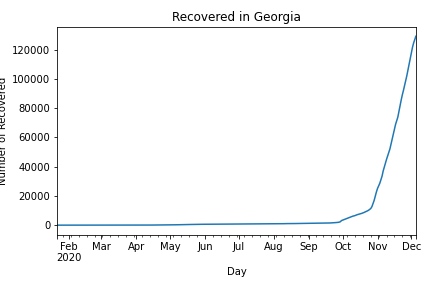 Recovered in Georgia
Number of Recovered
120000
100000
80000
60000
40000
20000
0
Feb Mar Apr May Jun Jul Aug Sep Oct Nov Dec
2020
Day